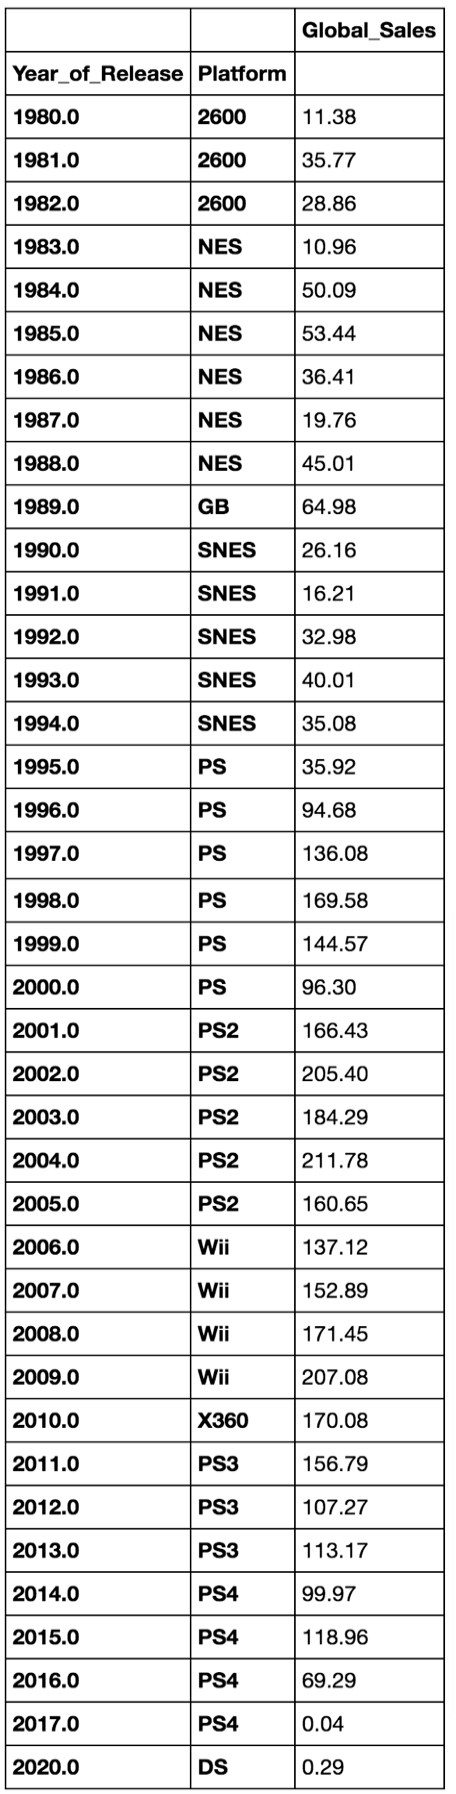 Global_Sales
Year_of_Release Platform
1980.0 2600 11.38
1981.0 2600 35.77
1982.0 2600 28.86
1983.0 NES 10.96
1984.0 NES 50.09
1985.0 NES 53.44
1986.0 NES 36.41
1987.0 NES 19.76
1988.0 NES 45.01
1989.0 GB 64.98
1990.0 SNES 26.16
1991.0 SNES 16.21
1992.0 SNES 32.98
1993.0 SNES 40.01
1994.0 SNES 35.08
1995.0 PS 35.92
1996.0 PS 94.68
1997.0 PS 136.08
1998.0 PS 169.58
1999.0 PS 144.57
2000.0 PS 96.30
2001.0 PS2 166.43
2002.0 PS2 205.40
2003.0 PS2 184.29
2004.0 PS2 211.78
2005.0 PS2 160.65
2006.0 Wii 137.12
2007.0 Wii 152.89
2008.0 Wii 171.45
2009.0 Wii 207.08
2010.0 X360 170.08
2011.0 PS3 156.79
2012.0 PS3 107.27
2013.0 PS3 113.17
2014.0 PS4 99.97
2015.0 PS4 118.96
2016.0 PS4 69.29
2017.0 PS4 0.04
2020.0 DS 0.29